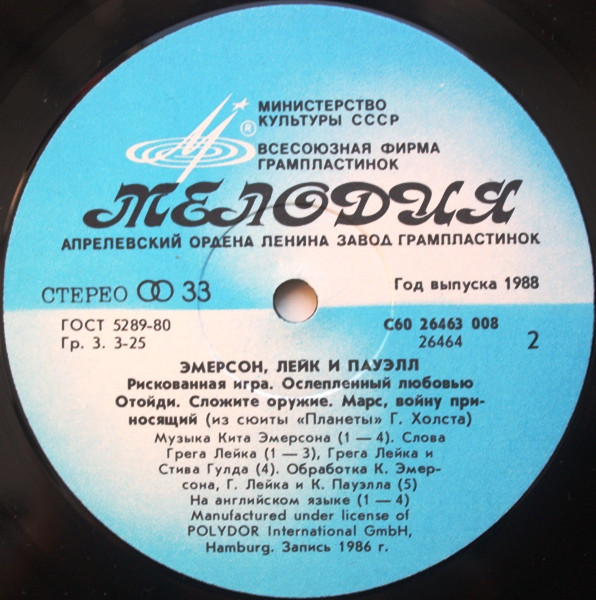 МИНИСТЕРСТВО
КУЛЬТУРЫ СССР
®
ВСЕСОЮЗНАЯ ФИРМА
ГРАМПЛАСТИНОК
МЕЛОДИЯ
АПРЕЛЕВСКИЙ ОРДЕНА ЛЕНИНА ЗАВОД ГРАМПЛАСТИНОК
СТЕРЕО 33
Год выпуска 1988
ГОСТ 5289-80
С60 26463 008
Гр. 3. 3-25
26464
2
ЭМЕРСОН, ЛЕЙК И ПАУЭЛЛ
Рискованная игра. Ослепленный любовью
Отойди. Сложите оружие. Марс, войну при-
носящий (из сюиты «Планеты» Г. Холста)
Музыка Кита Эмерсона (1 — 4). Слова
Грега Лейка (1 — 3), Грега Лейка и
Стива Гулда (4). Обработка К. Эмер-
сона, Г. Лейка и К. Пауэлла (5)
На английском языке (1 — 4)
Manufactured under license of
POLYDOR International GmbH,
Hamburg. Запись 1986 г.